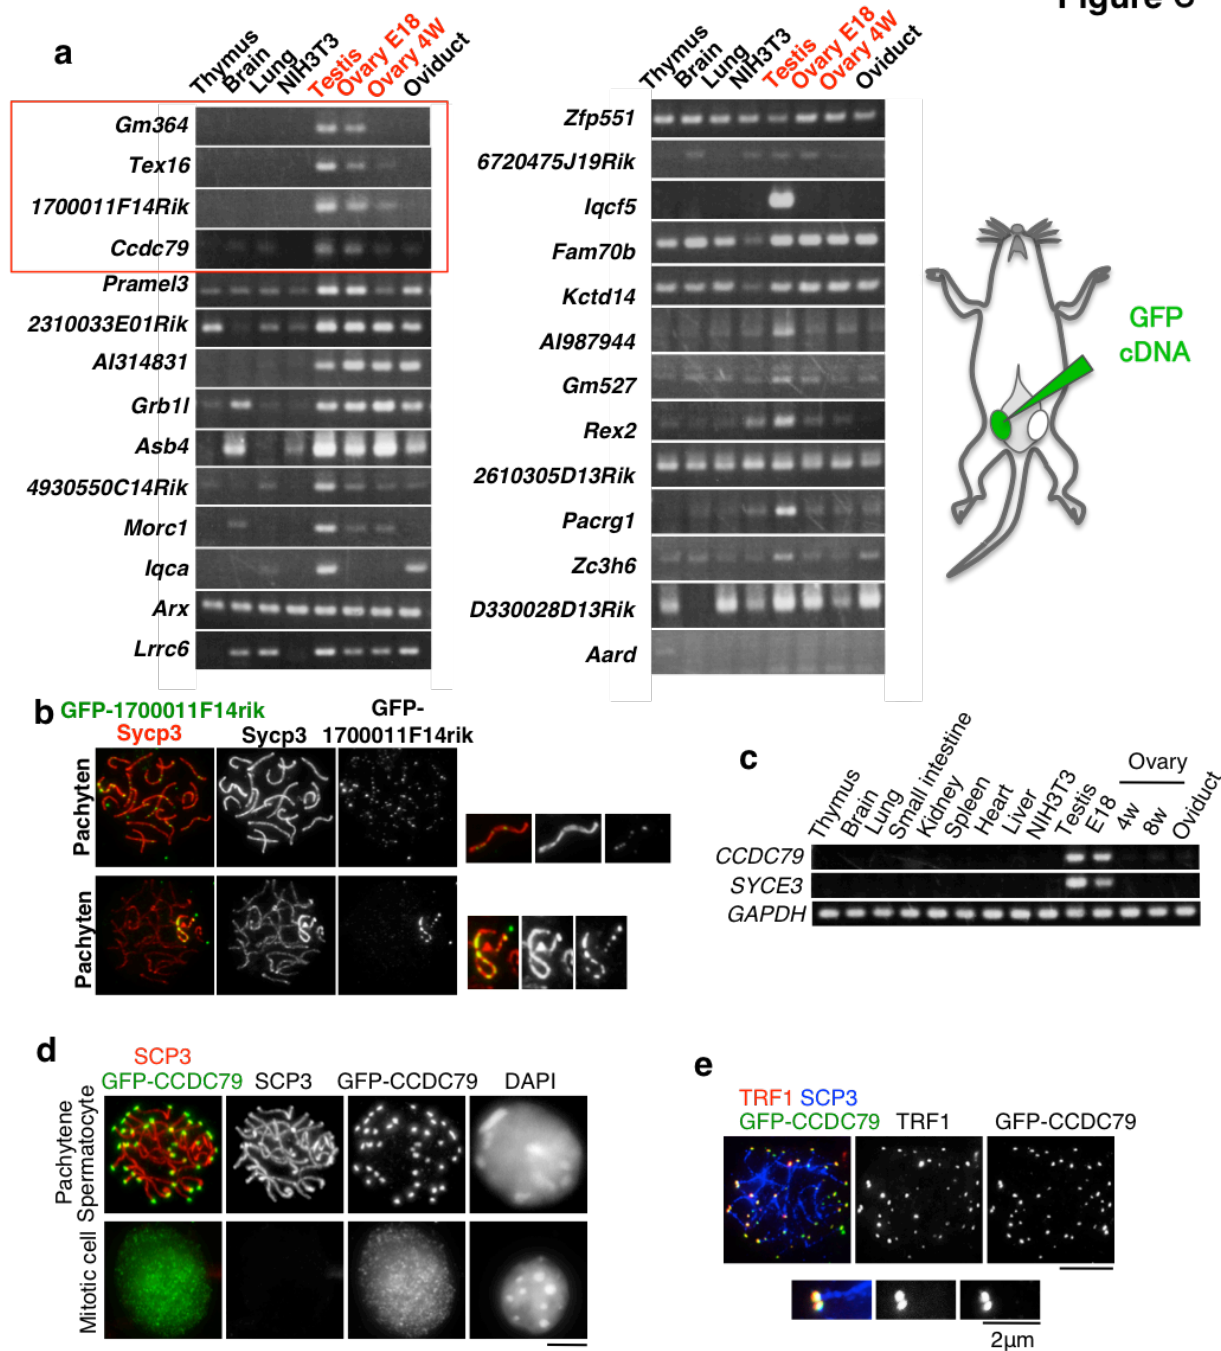 Figure
a
Thymus
Brain
Lung
NIH3T3
Testis
Ovary E18
Ovary 4W
Oviduct
Gm364
Tex16
1700011F14Rik
Ccdc79
Pramel3
2310033E01Rik
AI314831
Grb1l
Asb4
4930550C14Rik
Morc1
Iqca
Arx
Lrrc6
Thymus
Brain
Lung
NIH3T3
Testis
Ovary E18
Ovary 4W
Oviduct
Zfp551
6720475J19Rik
Iqcf5
Fam70b
Kctd14
AI987944
Gm527
Rex2
2610305D13Rik
Pacrg1
Zc3h6
D330028D13Rik
Aard
GFP
cDNA
b
GFP-1700011F14rik
Sycp3
Sycp3
GFP-
1700011F14rik
Pachyten
Pachyten
c
Thymus
Brain
Lung
Small intestine
Kidney
Spleen
Heart
Liver
NIH3T3
Testis
Ovary
E18
4w
8w
Oviduct
CCDC79
SYCE3
GAPDH
d
SCP3
GFP-CCDC79
SCP3
GFP-CCDC79
DAPI
Pachytene
Spermatocyte
Mitotic cell
e
TRF1 SCP3
GFP-CCDC79
TRF1
GFP-CCDC79
2μm